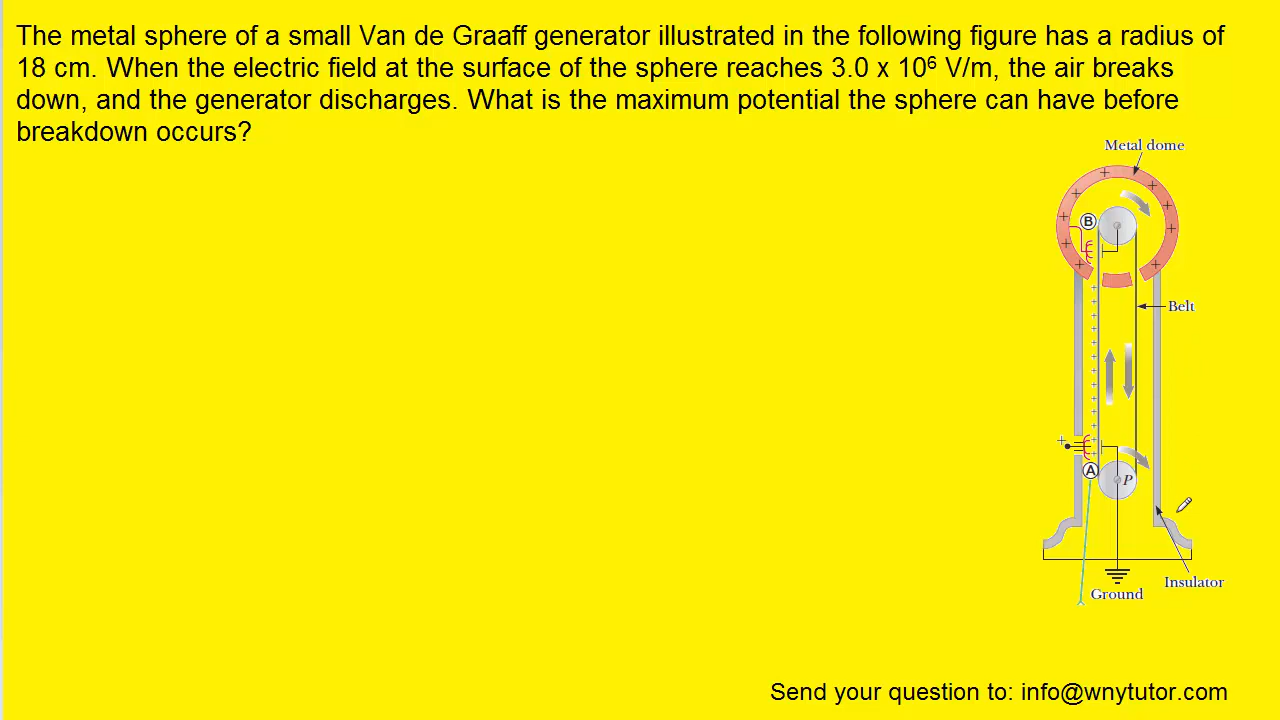 The metal sphere of a small Van de Graaff generator illustrated in the following figure has a radius of
18 cm. When the electric field at the surface of the sphere reaches 3.0 x 10⁶ V/m, the air breaks
down, and the generator discharges. What is the maximum potential the sphere can have before
breakdown occurs?
Metal dome
B
Belt
A
P
Insulator
Ground
Send your question to: info@wnytutor.com